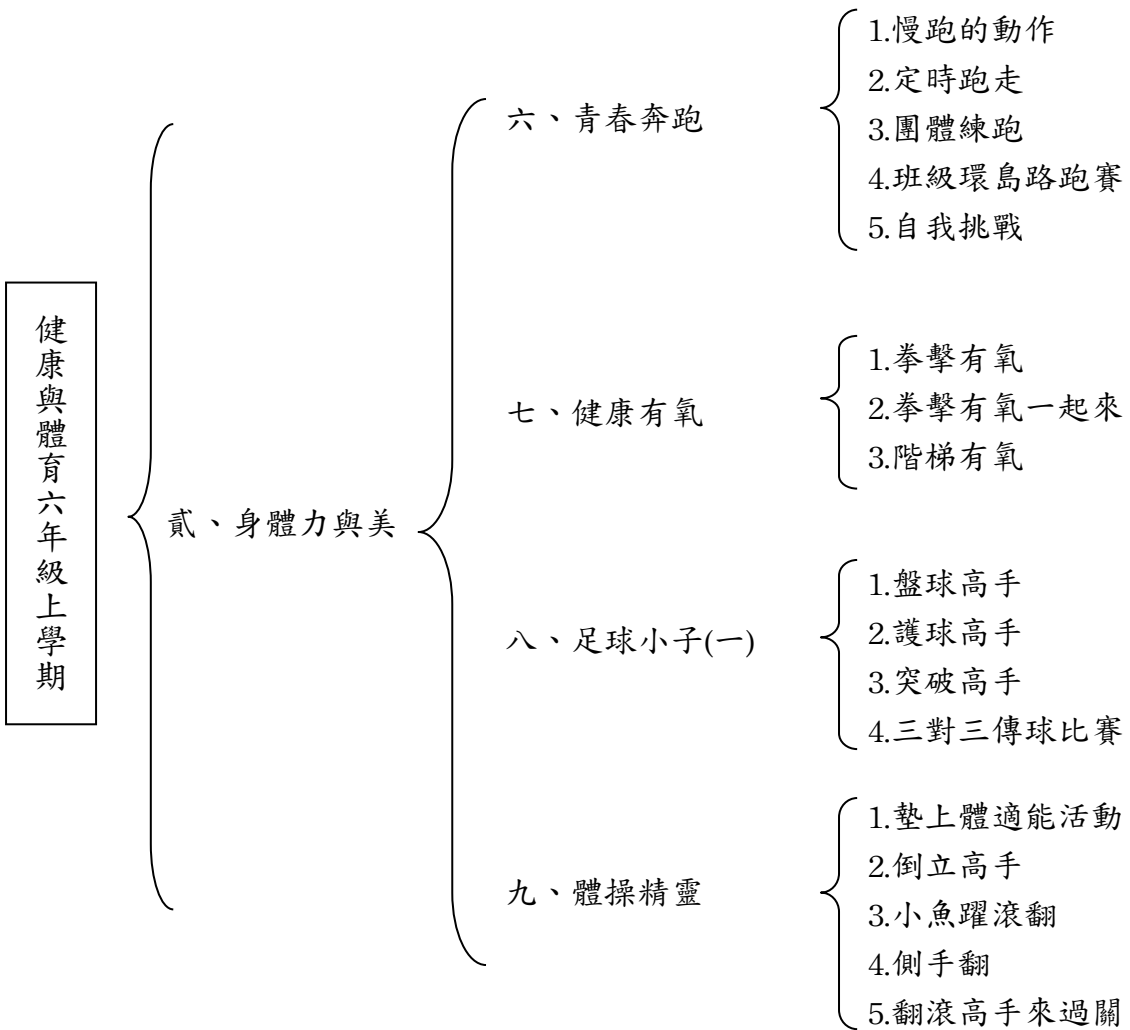 健康與體育六年級上學期
貳、身體力與美
六、青春奔跑
1.慢跑的動作
2.定時跑走
3.團體練跑
4.班級環島路跑賽
5.自我挑戰
七、健康有氧
1.拳擊有氧
2.拳擊有氧一起來
3.階梯有氧
八、足球小子(一)
1.盤球高手
2.護球高手
3.突破高手
4.三對三傳球比賽
九、體操精靈
1.墊上體適能活動
2.倒立高手
3.小魚躍滾翻
4.側手翻
5.翻滾高手來過關